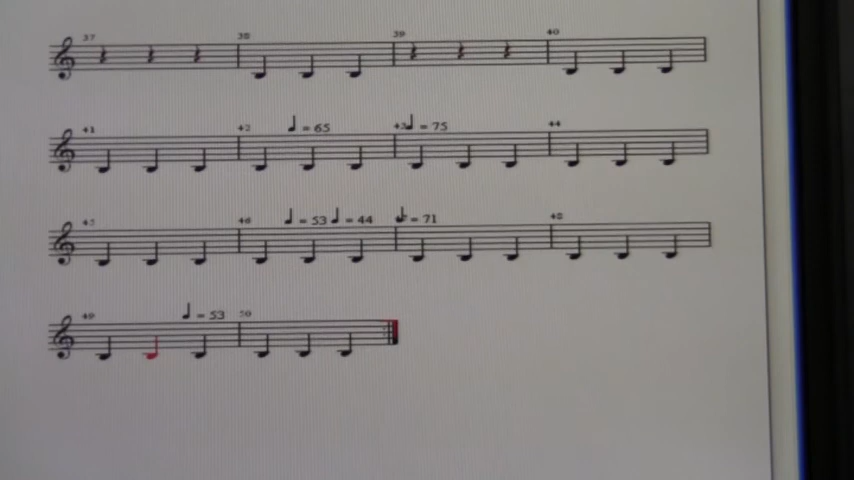 37 38 39 40
41 42 ♩ = 65 43 ♩ = 75 44
45 46 ♩ = 53 ♩ = 44 = 71 48
49 ♩ = 53 50